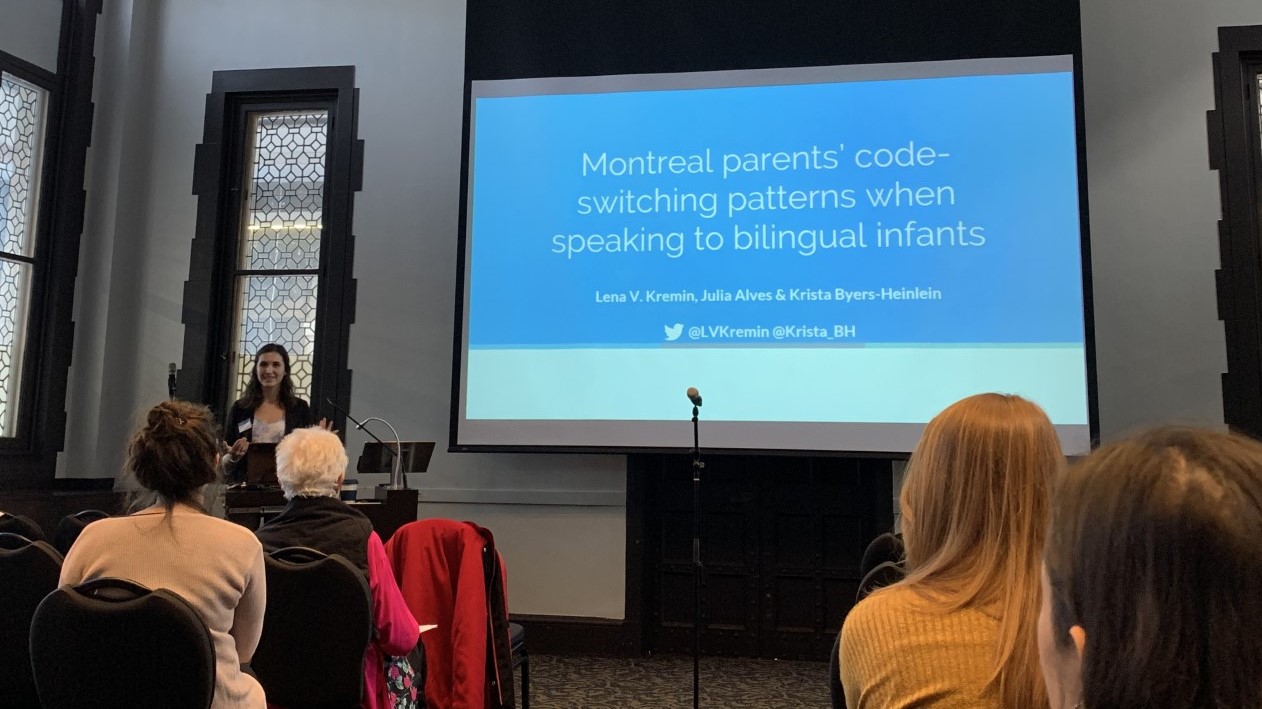 Montreal parents' code-
switching patterns when
speaking to bilingual infants
Lena V. Kremin, Julia Alves & Krista Byers-Heinlein
@LVKremin @Krista_BH